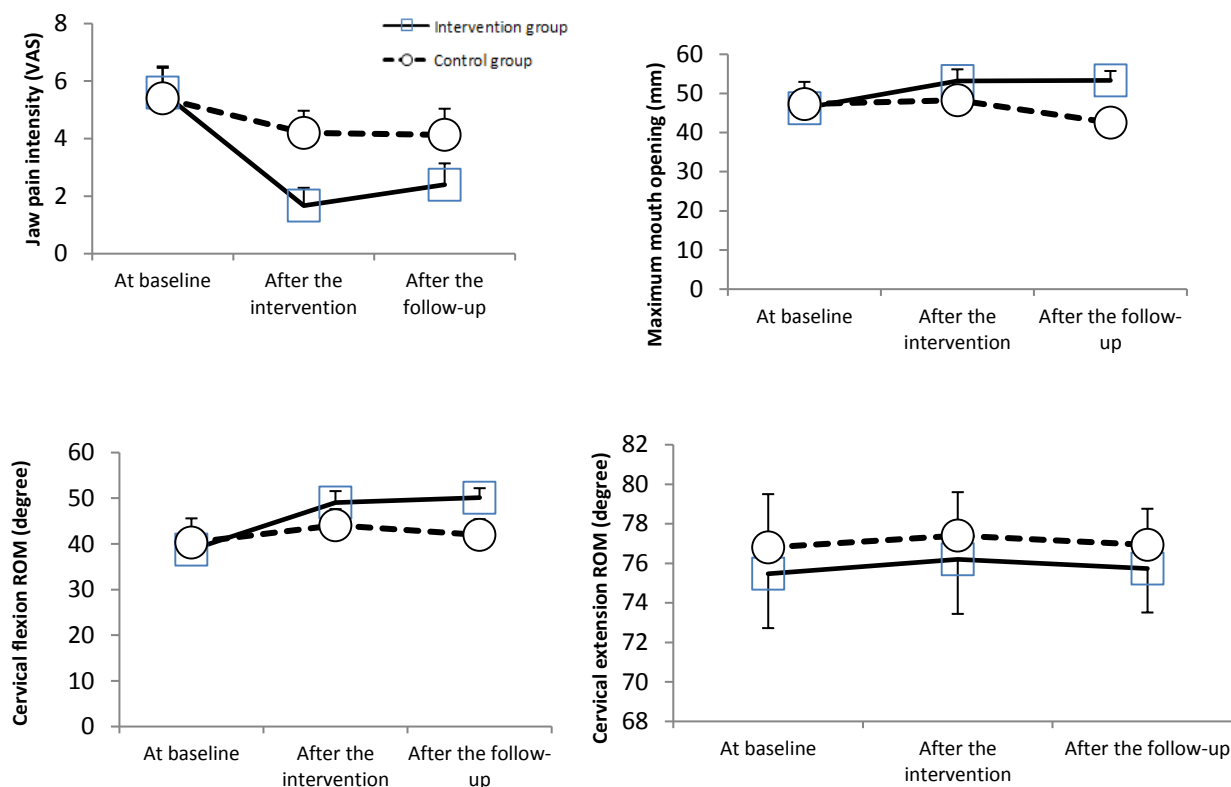 Jaw pain intensity (VAS)
8
6
4
2
0
At baseline
After the
intervention
After the
follow-up
Intervention group
Control group
Maximum mouth opening (mm)
60
50
40
30
20
10
0
At baseline
After the
intervention
After the follow-
up
Cervical flexion ROM (degree)
60
50
40
30
20
10
0
At baseline
After the
intervention
After the follow-
up
Cervical extension ROM (degree)
82
80
78
76
74
72
70
68
At baseline
After the
intervention
After the follow-up